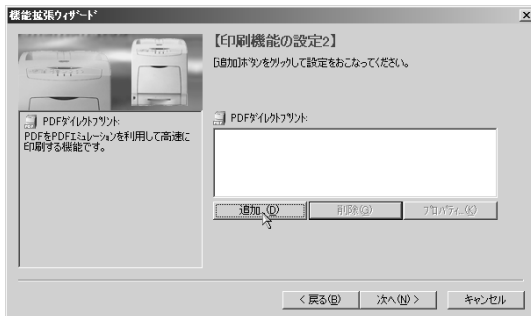 機能拡張ウィザード
【印刷機能の設定2】
[追加]ボタンをクリックして設定をおこなってください。
PDFダイレクトプリント:
PDFをPDFエミュレーションを利用して高速に
印刷する機能です。
PDFダイレクトプリント:
追加...(D)
削除(G)
プロパティ...(K)
< 戻る(B)
次へ(N) >
キャンセル